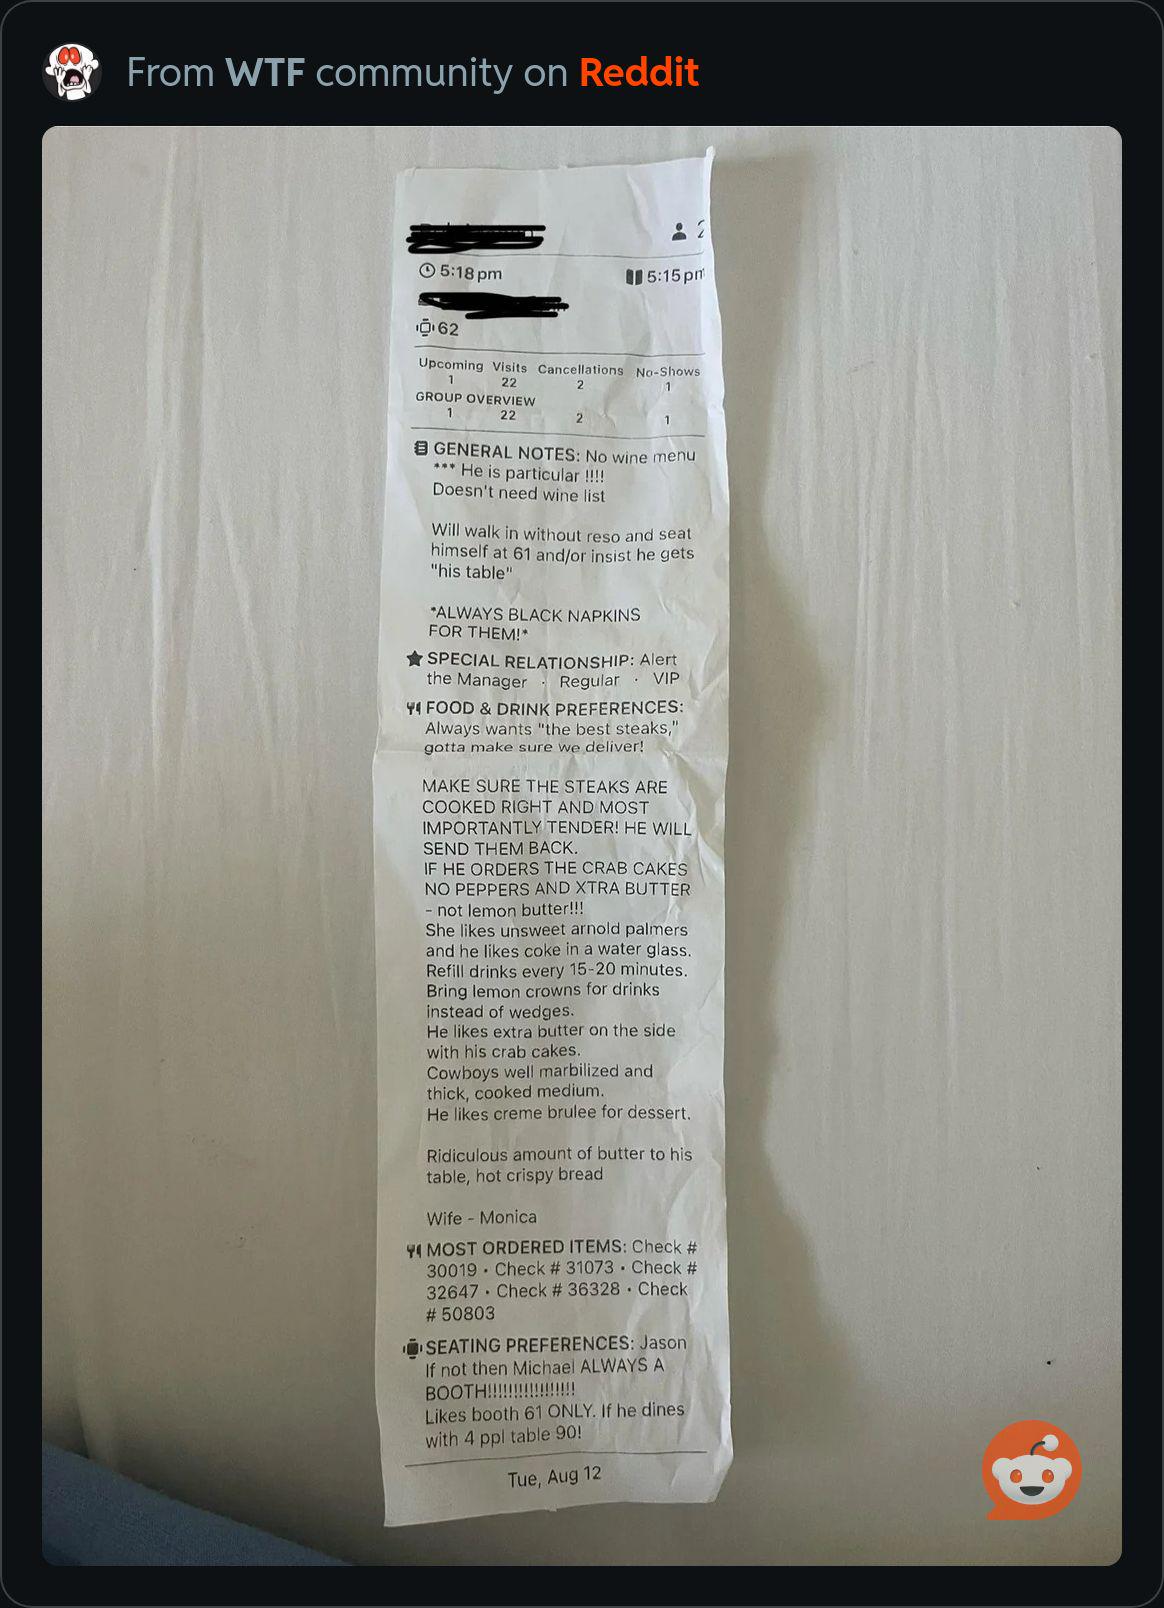 From WTF community on Reddit
5:18 pm
5:15 pm
62
Upcoming Visits Cancellations No-Shows
1 22 2 1
GROUP OVERVIEW
1 22 2 1
GENERAL NOTES: No wine menu
*** He is particular !!!!
Doesn't need wine list
Will walk in without reso and seat
himself at 61 and/or insist he gets
"his table"
*ALWAYS BLACK NAPKINS
FOR THEM!*
SPECIAL RELATIONSHIP: Alert
the Manager · Regular · VIP
FOOD & DRINK PREFERENCES:
Always wants "the best steaks,"
gotta make sure we deliver!
MAKE SURE THE STEAKS ARE
COOKED RIGHT AND MOST
IMPORTANTLY TENDER! HE WILL
SEND THEM BACK.
IF HE ORDERS THE CRAB CAKES
NO PEPPERS AND XTRA BUTTER
- not lemon butter!!!
She likes unsweet arnold palmers
and he likes coke in a water glass.
Refill drinks every 15-20 minutes.
Bring lemon crowns for drinks
instead of wedges.
He likes extra butter on the side
with his crab cakes.
Cowboys well marbilized and
thick, cooked medium.
He likes creme brulee for dessert.
Ridiculous amount of butter to his
table, hot crispy bread
Wife - Monica
MOST ORDERED ITEMS: Check #
30019 • Check # 31073 • Check #
32647 • Check # 36328 • Check
# 50803
SEATING PREFERENCES: Jason
If not then Michael ALWAYS A
BOOTH!!!!!!!!!!!!!!!!!
Likes booth 61 ONLY. If he dines
with 4 ppl table 90!
Tue, Aug 12